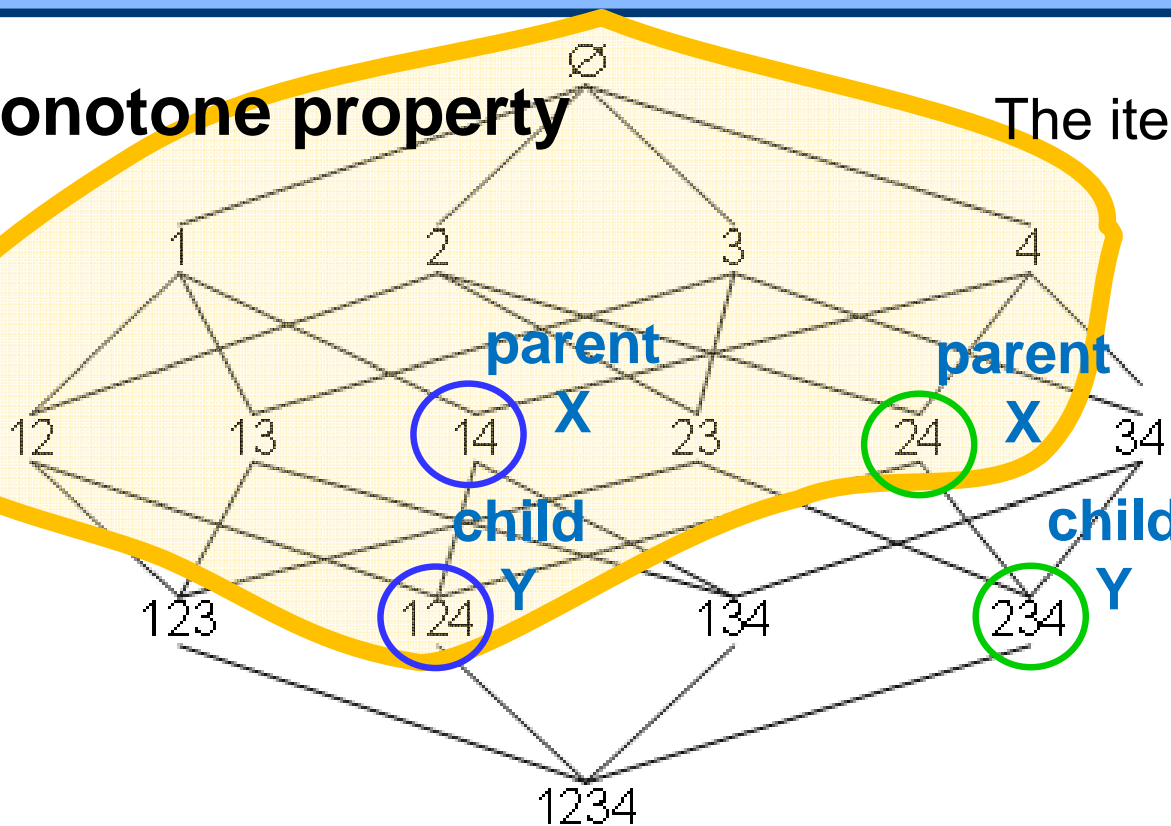 ∅
onotone property
The ite
1 2 3 4
parent
X
parent
X
12 13 14 23 24 34
child
Y
child
Y
123 124 134 234
1234